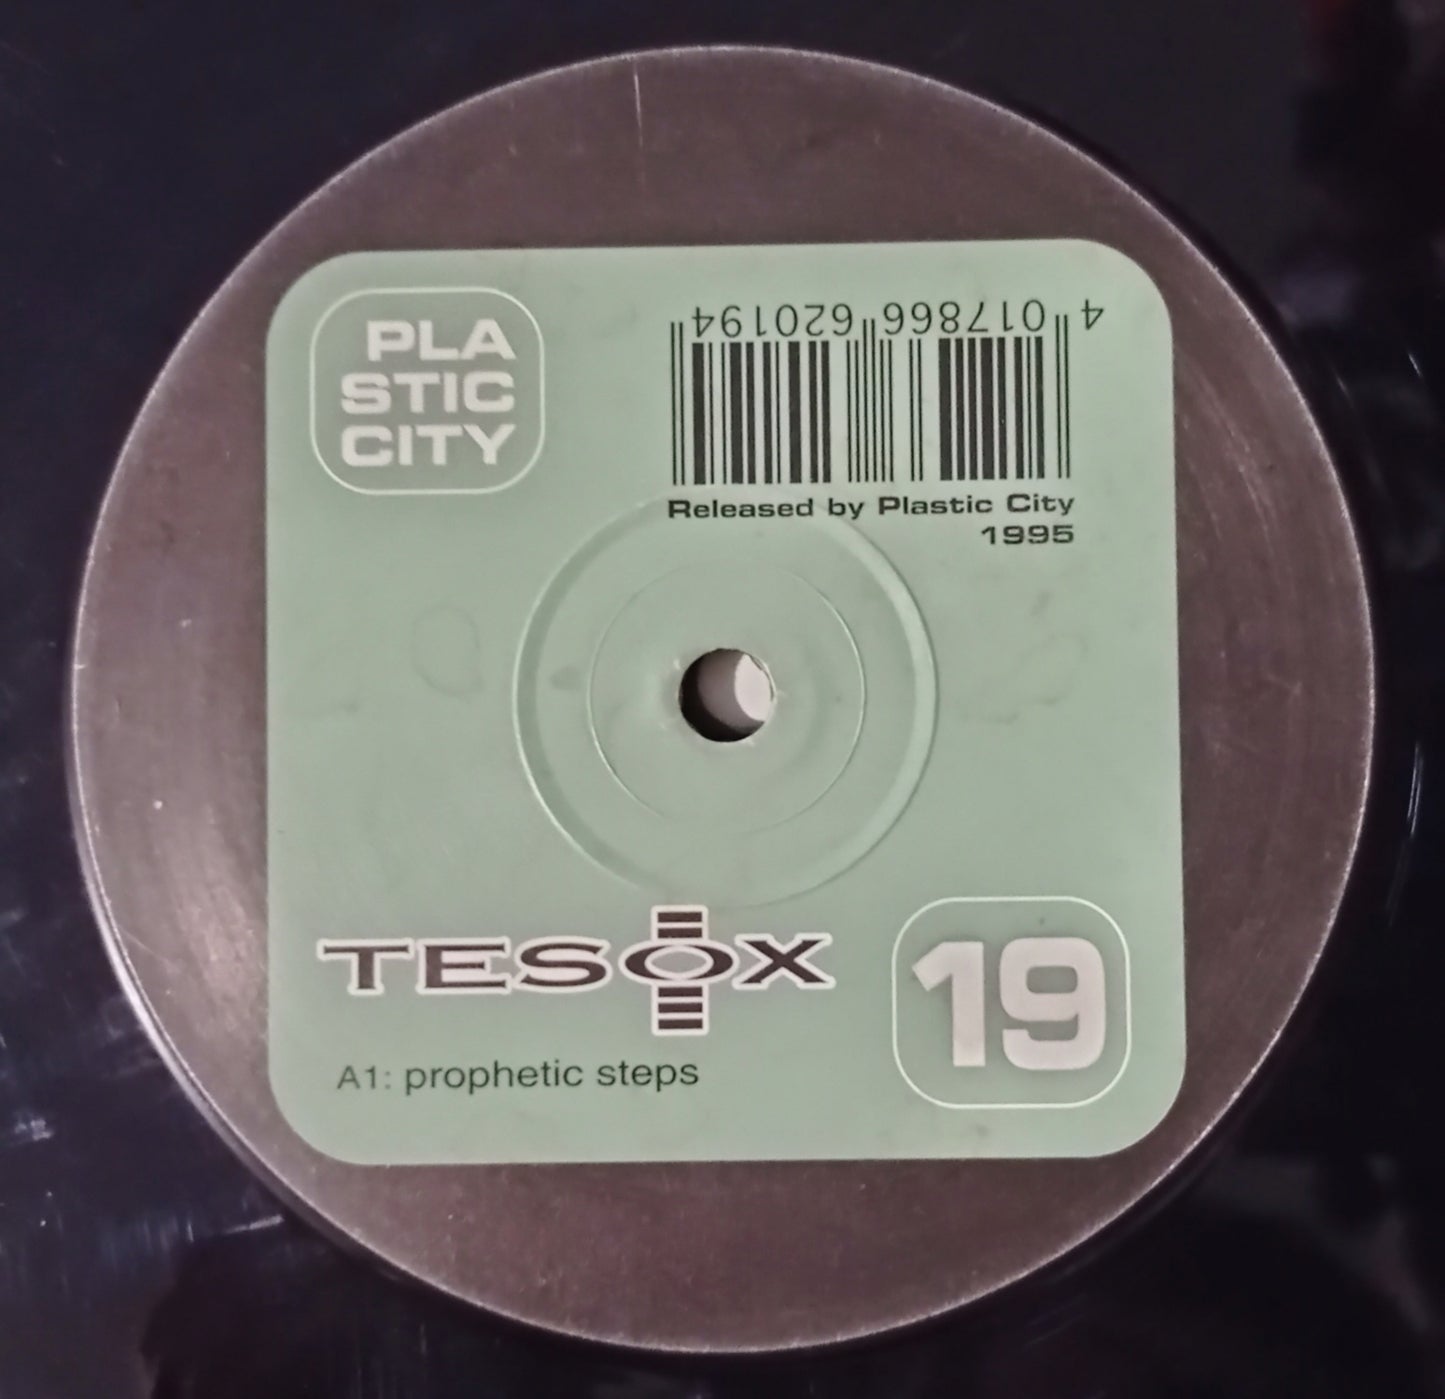 PLA
STIC
CITY
4 017866 620194
Released by Plastic City
1995
TESOX
19
A1: prophetic steps